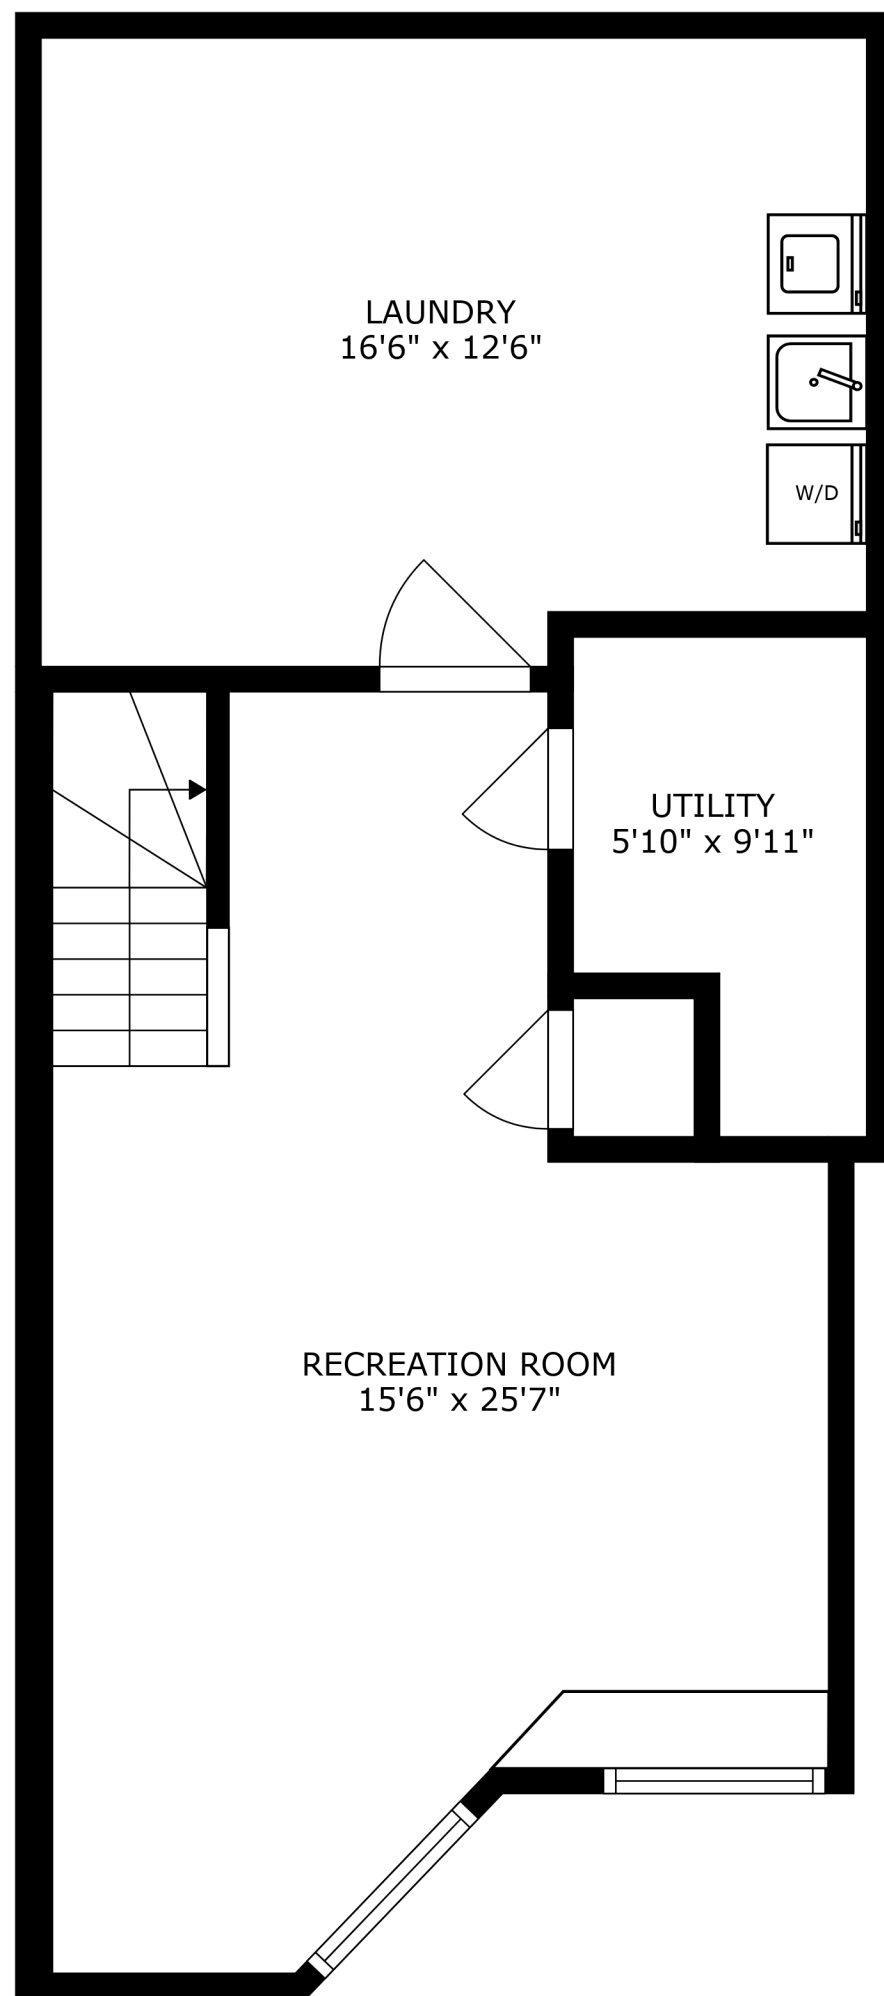 LAUNDRY
16'6" x 12'6"
W/D
UTILITY
5'10" x 9'11"
RECREATION ROOM
15'6" x 25'7"